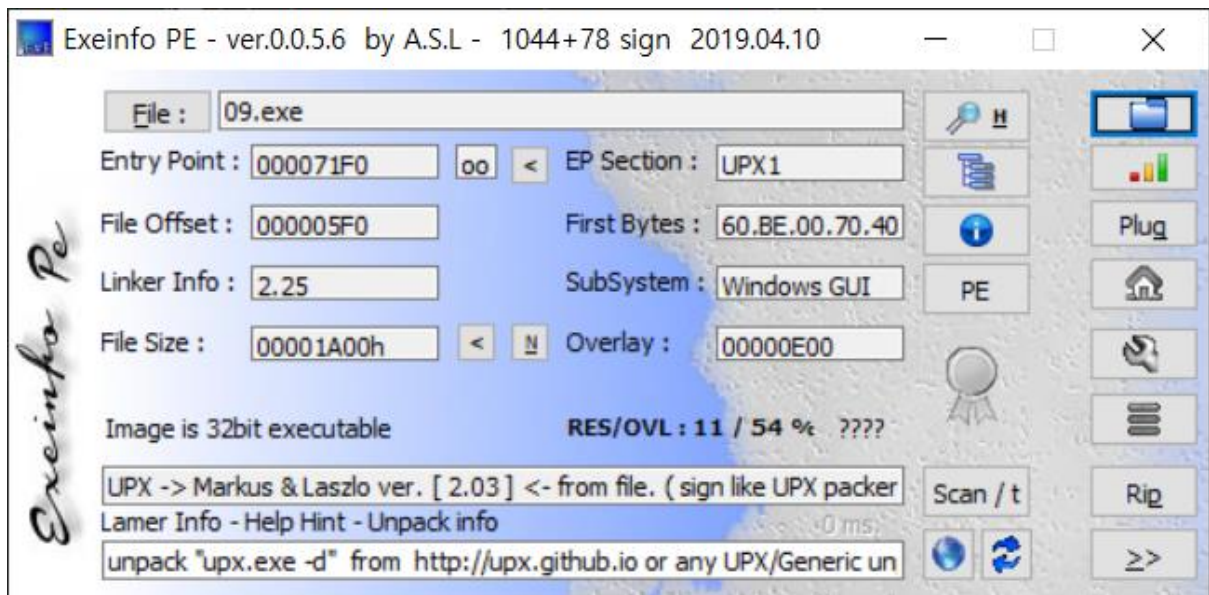 Exeinfo PE - ver.0.0.5.6 by A.S.L - 1044+78 sign 2019.04.10
File : 09.exe H
Entry Point : 000071F0 oo < EP Section : UPX1
File Offset : 000005F0 First Bytes : 60.BE.00.70.40 Plug
Linker Info : 2.25 SubSystem : Windows GUI PE
File Size : 00001A00h < N Overlay : 00000E00
Image is 32bit executable RES/OVL : 11 / 54 % ????
UPX -> Markus & Laszlo ver. [ 2.03 ] <- from file. ( sign like UPX packer Scan / t Rip
Lamer Info - Help Hint - Unpack info 0 ms.
unpack "upx.exe -d" from http://upx.github.io or any UPX/Generic un >>
Exeinfo Pe